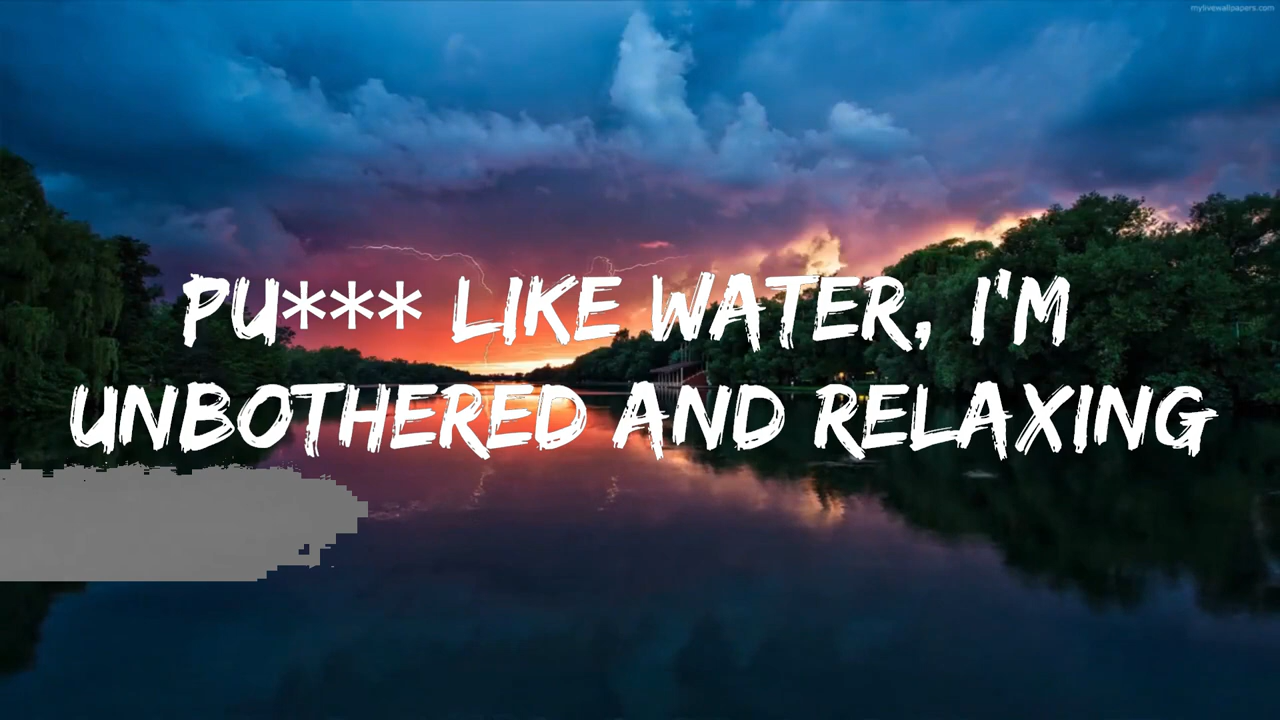 mylivewallpapers.com
PU*** LIKE WATER, I'M
UNBOTHERED AND RELAXING